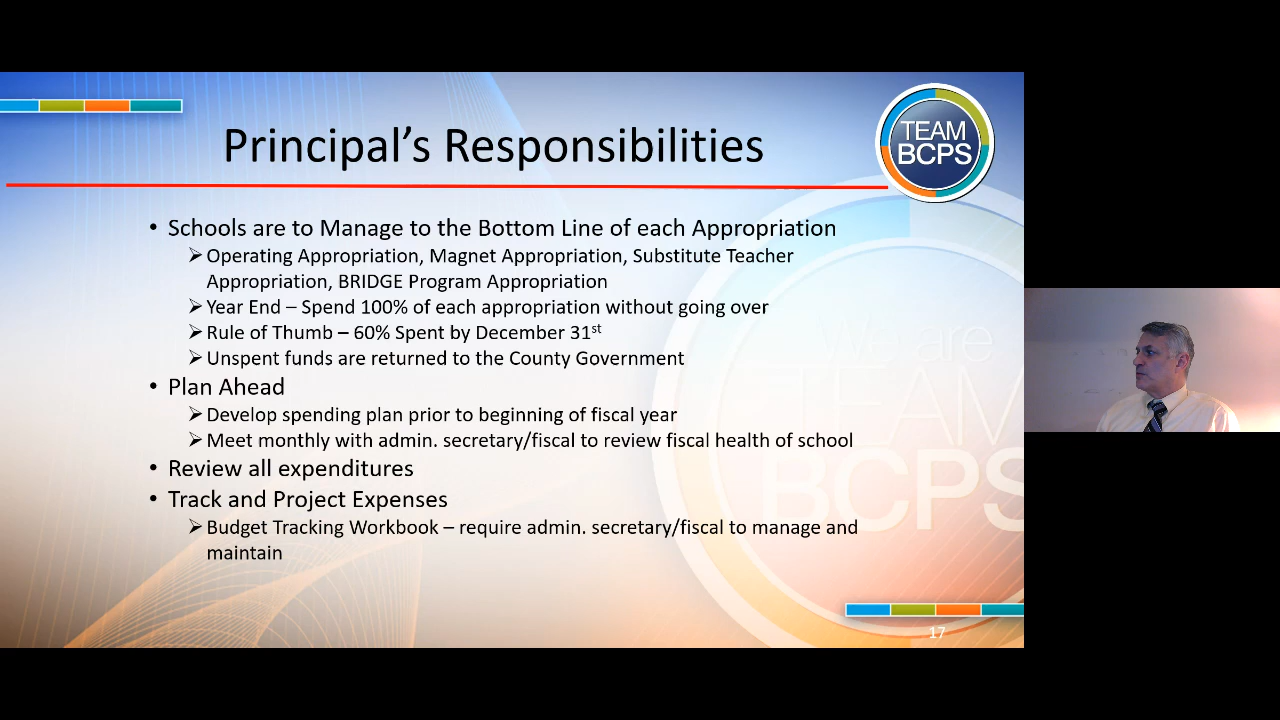 Principal’s Responsibilities
TEAM
BCPS
• Schools are to Manage to the Bottom Line of each Appropriation
➢ Operating Appropriation, Magnet Appropriation, Substitute Teacher
Appropriation, BRIDGE Program Appropriation
➢ Year End – Spend 100% of each appropriation without going over
➢ Rule of Thumb – 60% Spent by December 31st
➢ Unspent funds are returned to the County Government
• Plan Ahead
➢ Develop spending plan prior to beginning of fiscal year
➢ Meet monthly with admin. secretary/fiscal to review fiscal health of school
• Review all expenditures
• Track and Project Expenses
➢ Budget Tracking Workbook – require admin. secretary/fiscal to manage and
maintain
We are
TEAM
BCPS
17